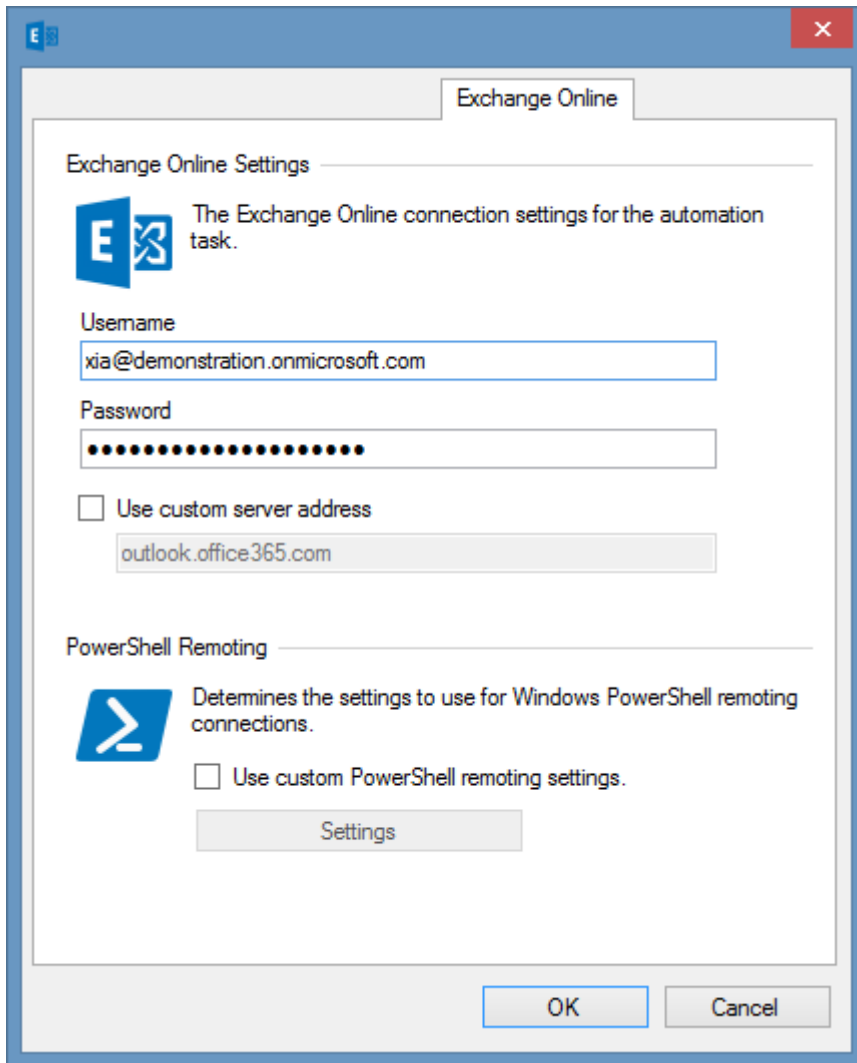 Exchange Online
Exchange Online Settings
The Exchange Online connection settings for the automation
task.
Username
xia@demonstration.onmicrosoft.com
Password
●●●●●●●●●●●●●●●●●●●●
Use custom server address
outlook.office365.com
PowerShell Remoting
Determines the settings to use for Windows PowerShell remoting
connections.
Use custom PowerShell remoting settings.
Settings
OK
Cancel